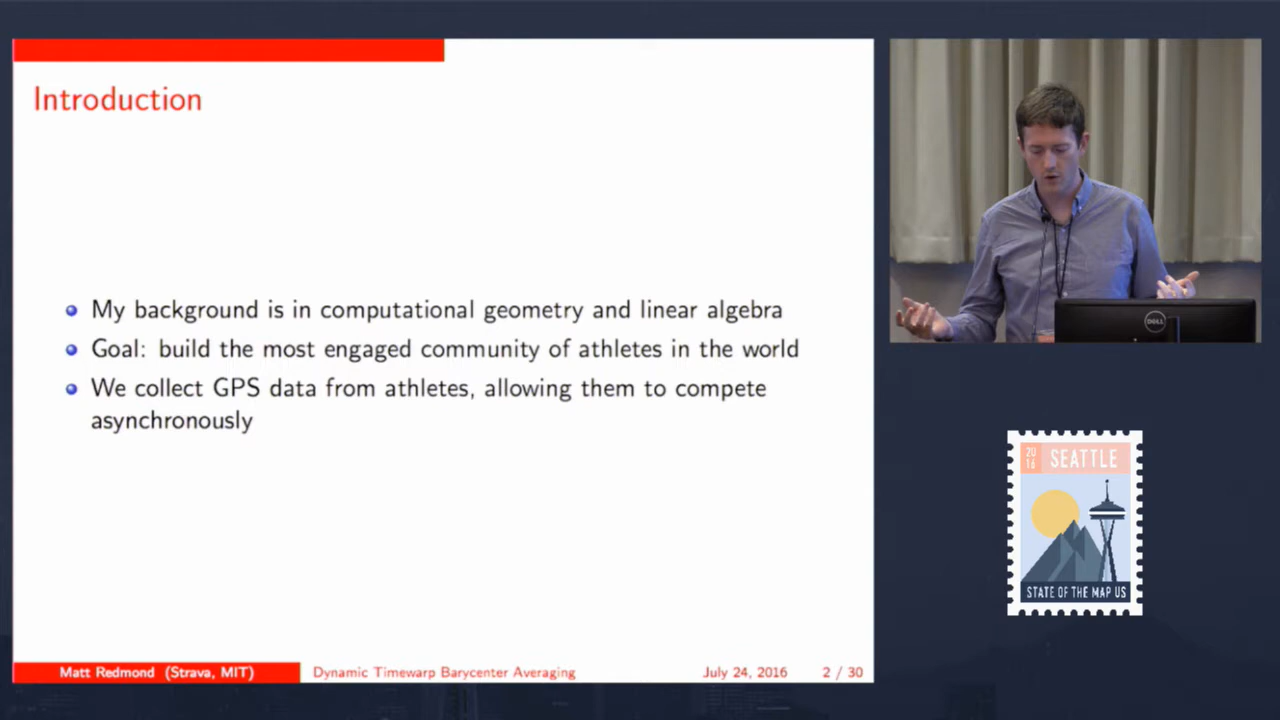 Introduction
My background is in computational geometry and linear algebra
Goal: build the most engaged community of athletes in the world
We collect GPS data from athletes, allowing them to compete
asynchronously
Matt Redmond (Strava, MIT)
Dynamic Timewarp Barycenter Averaging
July 24, 2016
2 / 30
DELL
20
16
SEATTLE
STATE OF THE MAP US